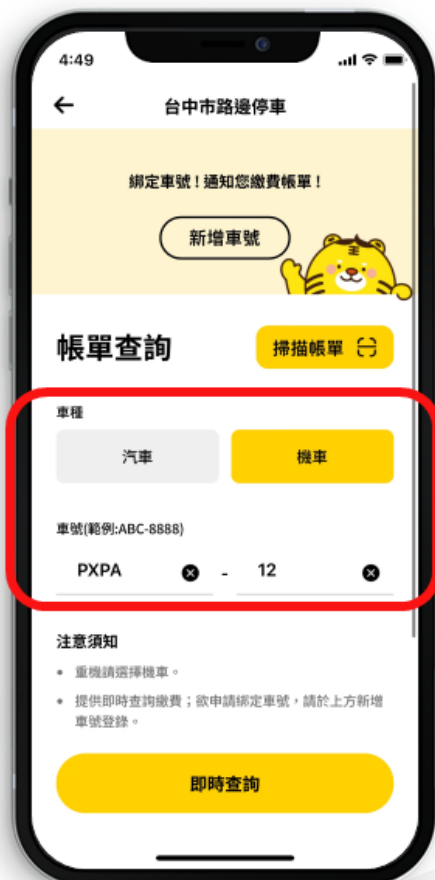 4:49
台中市路邊停車
綁定車號！通知您繳費帳單！
新增車號
王
帳單查詢
掃描帳單
車種
汽車
機車
車號(範例:ABC-8888)
PXPA - 12
注意須知
• 重機請選擇機車。
• 提供即時查詢繳費；欲申請綁定車號，請於上方新增
車號登錄。
即時查詢